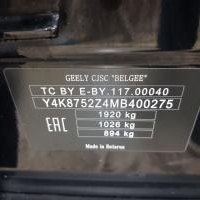 GEELY CJSC "BELGEE"
TC BY E-BY.117.00040
Y4K8752Z4MB400275
1920 kg
1026 kg
894 kg
EAC
Made in Belarus